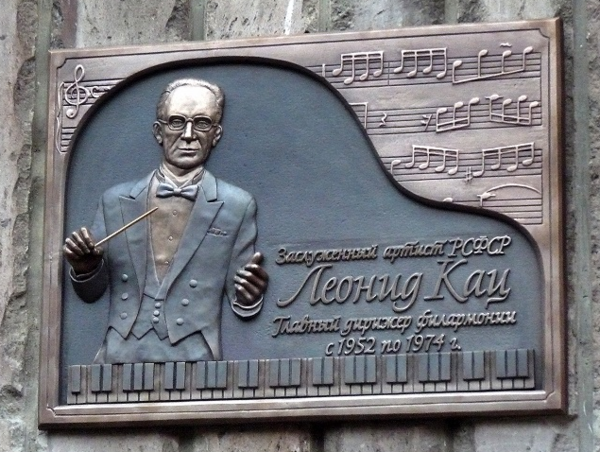 Заслуженный артист РСФСР
Леонид Кац
Главный дирижер филармонии
с 1952 по 1974 г.